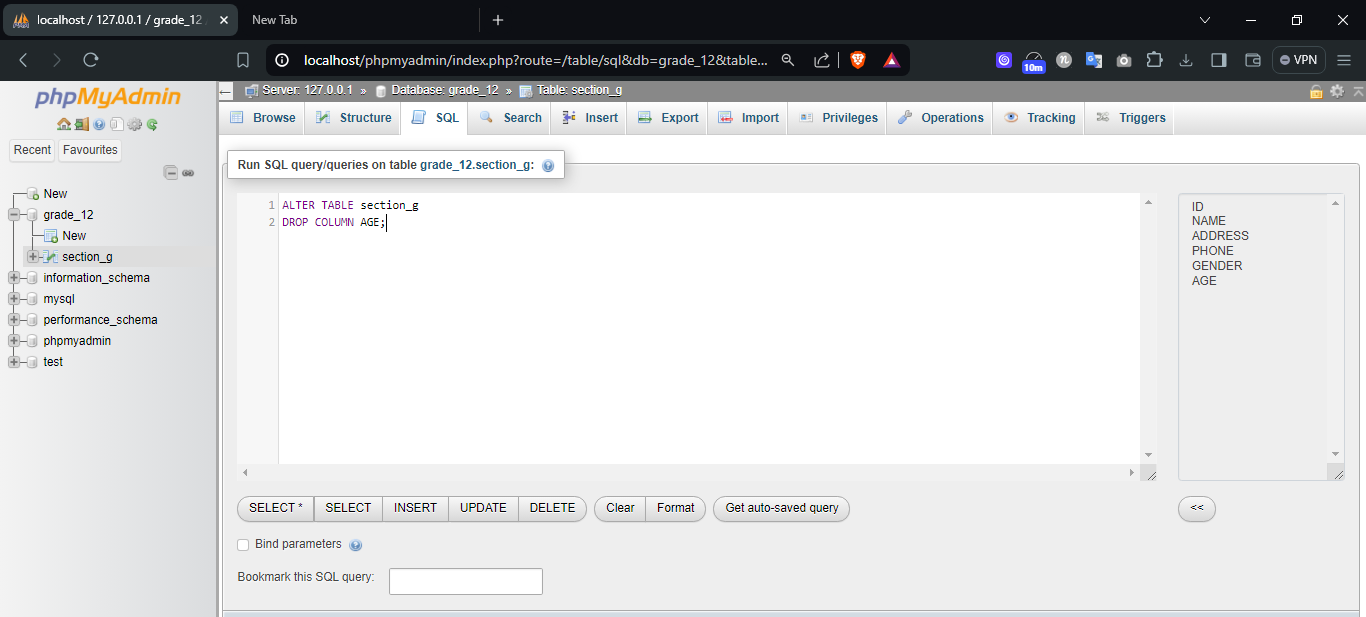 localhost / 127.0.0.1 / grade_12
New Tab
localhost/phpmyadmin/index.php?route=/table/sql&db=grade_12&table...
10m
n
VPN
phpMyAdmin
Recent Favourites
New
grade_12
New
section_g
information_schema
mysql
performance_schema
phpmyadmin
test
Server: 127.0.0.1 » Database: grade_12 » Table: section_g
Browse Structure SQL Search Insert Export Import Privileges Operations Tracking Triggers
Run SQL query/queries on table grade_12.section_g:
1 ALTER TABLE section_g
2 DROP COLUMN AGE;
ID
NAME
ADDRESS
PHONE
GENDER
AGE
SELECT * SELECT INSERT UPDATE DELETE Clear Format Get auto-saved query <<
Bind parameters
Bookmark this SQL query: